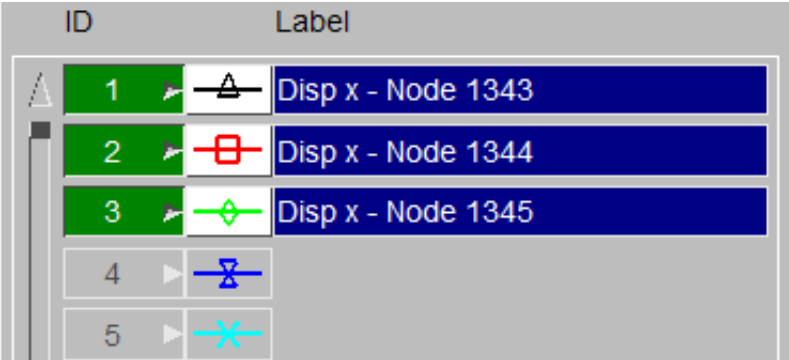 ID Label
1 Disp x - Node 1343
2 Disp x - Node 1344
3 Disp x - Node 1345
4
5